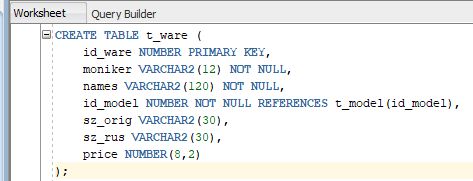 Worksheet Query Builder
CREATE TABLE t_ware (
id_ware NUMBER PRIMARY KEY,
moniker VARCHAR2(12) NOT NULL,
names VARCHAR2(120) NOT NULL,
id_model NUMBER NOT NULL REFERENCES t_model(id_model),
sz_orig VARCHAR2(30),
sz_rus VARCHAR2(30),
price NUMBER(8,2)
);